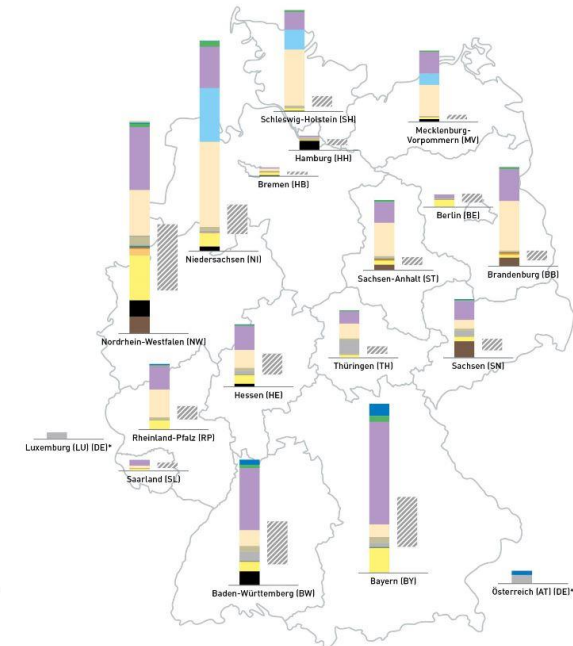 Schleswig-Holstein (SH)
Mecklenburg-
Vorpommern (MV)
Hamburg (HH)
Bremen (HB)
Berlin (BE)
Niedersachsen (NI)
Sachsen-Anhalt (ST)
Brandenburg (BB)
Nordrhein-Westfalen (NW)
Thüringen (TH)
Sachsen (SN)
Hessen (HE)
Rheinland-Pfalz (RP)
Luxemburg (LU) (DE)*
Saarland (SL)
Baden-Württemberg (BW)
Bayern (BY)
Österreich (AT) (DE)*